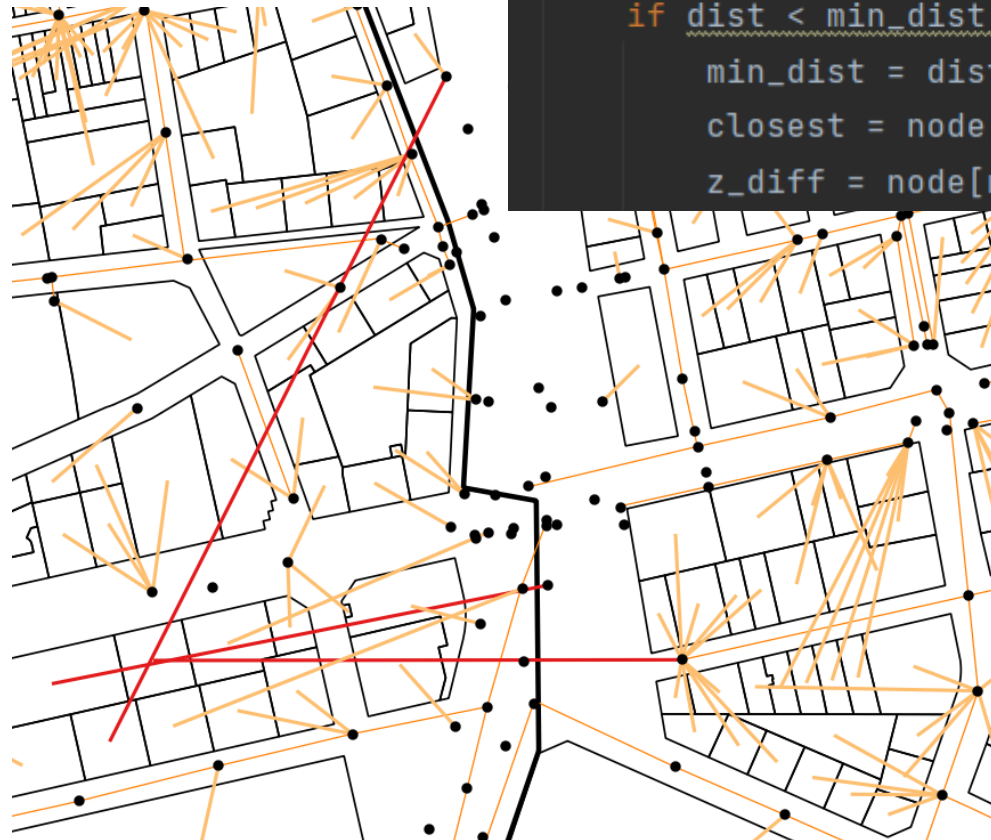 if dist < min_dist
min_dist = dist
closest = node
z_diff = node[